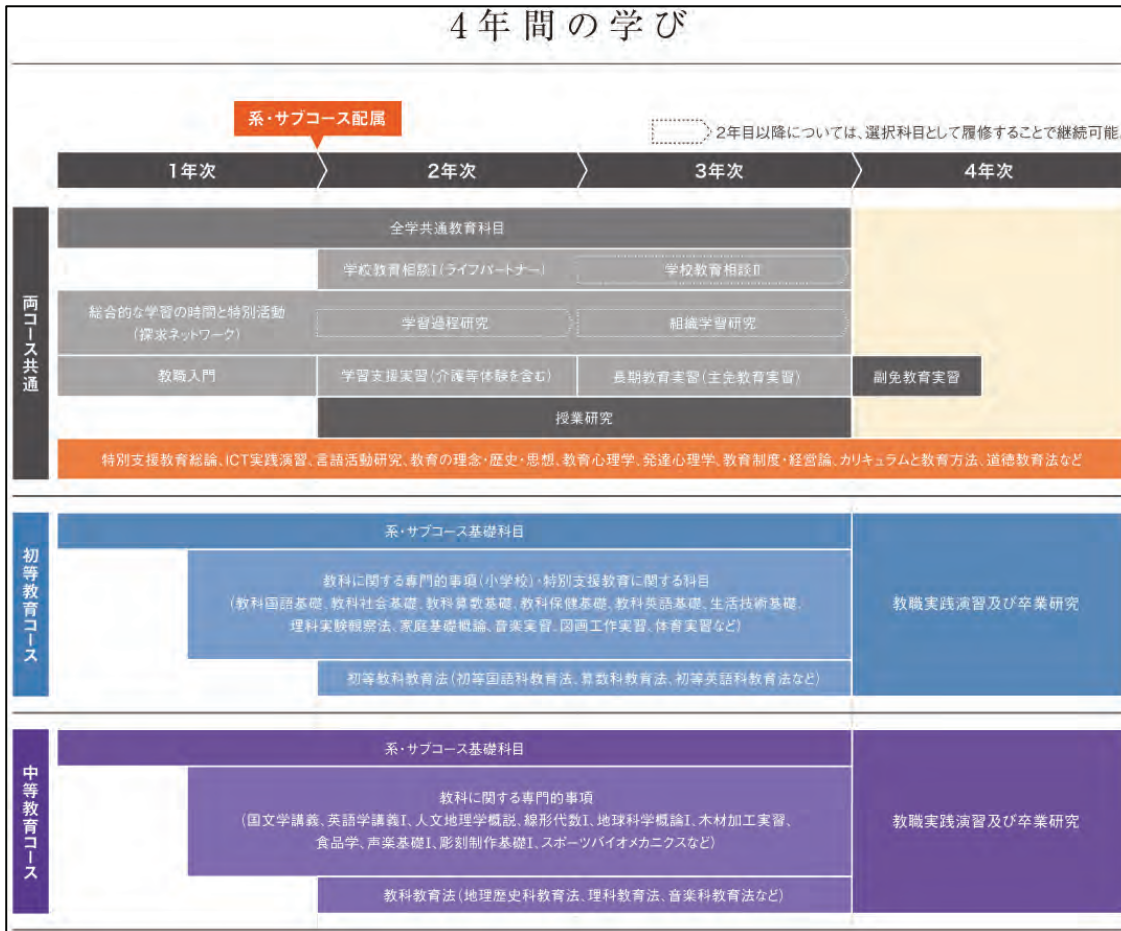 4年間の学び
系・サブコース配属
2年目以降については、選択科目として履修することで継続可能。
1年次
2年次
3年次
4年次
両コース共通
全学共通教育科目
学校教育相談Ⅰ(ライフパートナー)
学校教育相談Ⅱ
総合的な学習の時間と特別活動
(探求ネットワーク)
学習過程研究
組織学習研究
教職入門
学習支援実習(介護等体験を含む)
長期教育実習(主免教育実習)
副免教育実習
授業研究
特別支援教育総論、ICT実践演習、言語活動研究、教育の理念・歴史・思想、教育心理学、発達心理学、教育制度・経営論、カリキュラムと教育方法、道徳教育法など
初等教育コース
系・サブコース基礎科目
教科に関する専門的事項(小学校)・特別支援教育に関する科目
(教科国語基礎、教科社会基礎、教科算数基礎、教科保健基礎、教科英語基礎、生活技術基礎、
理科実験観察法、家庭基礎概論、音楽実習、図画工作実習、体育実習など)
初等教科教育法(初等国語科教育法、算数科教育法、初等英語科教育法など)
教職実践演習及び卒業研究
中等教育コース
系・サブコース基礎科目
教科に関する専門的事項
(国文学講義、英語学講義I、人文地理学概説、線形代数I、地球科学概論I、木材加工実習、
食品学、声楽基礎I、彫刻制作基礎I、スポーツバイオメカニクスなど)
教科教育法(地理歴史科教育法、理科教育法、音楽科教育法など)
教職実践演習及び卒業研究